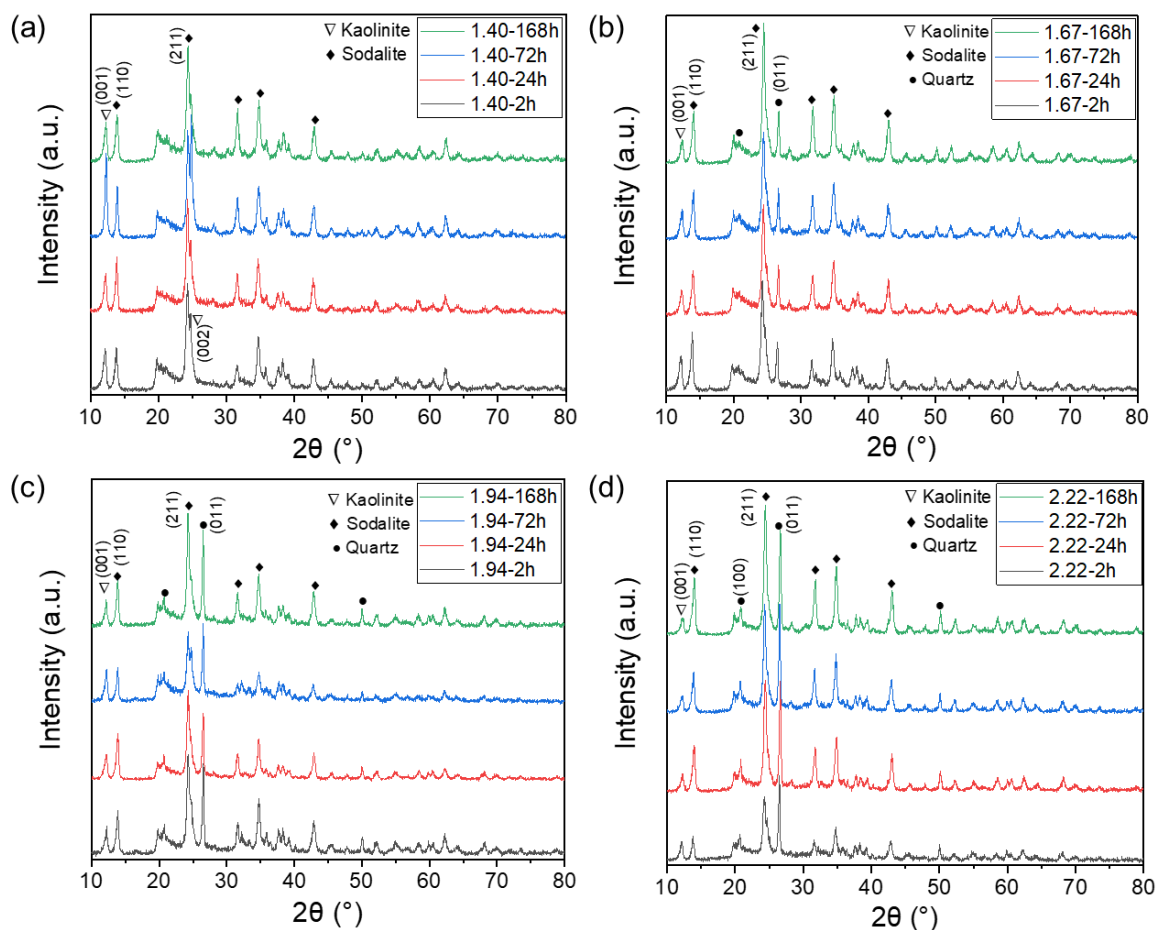 (a)
▽ Kaolinite
◆ Sodalite
1.40-168h
1.40-72h
1.40-24h
1.40-2h
(001)
(110)
(211)
(002)
Intensity (a.u.)
10 20 30 40 50 60 70 80
2θ (°)
(b)
▽ Kaolinite
◆ Sodalite
● Quartz
1.67-168h
1.67-72h
1.67-24h
1.67-2h
(001)
(110)
(211)
(011)
Intensity (a.u.)
10 20 30 40 50 60 70 80
2θ (°)
(c)
▽ Kaolinite
◆ Sodalite
● Quartz
1.94-168h
1.94-72h
1.94-24h
1.94-2h
(001)
(110)
(211)
(011)
Intensity (a.u.)
10 20 30 40 50 60 70 80
2θ (°)
(d)
▽ Kaolinite
◆ Sodalite
● Quartz
2.22-168h
2.22-72h
2.22-24h
2.22-2h
(001)
(110)
(100)
(211)
(011)
Intensity (a.u.)
10 20 30 40 50 60 70 80
2θ (°)